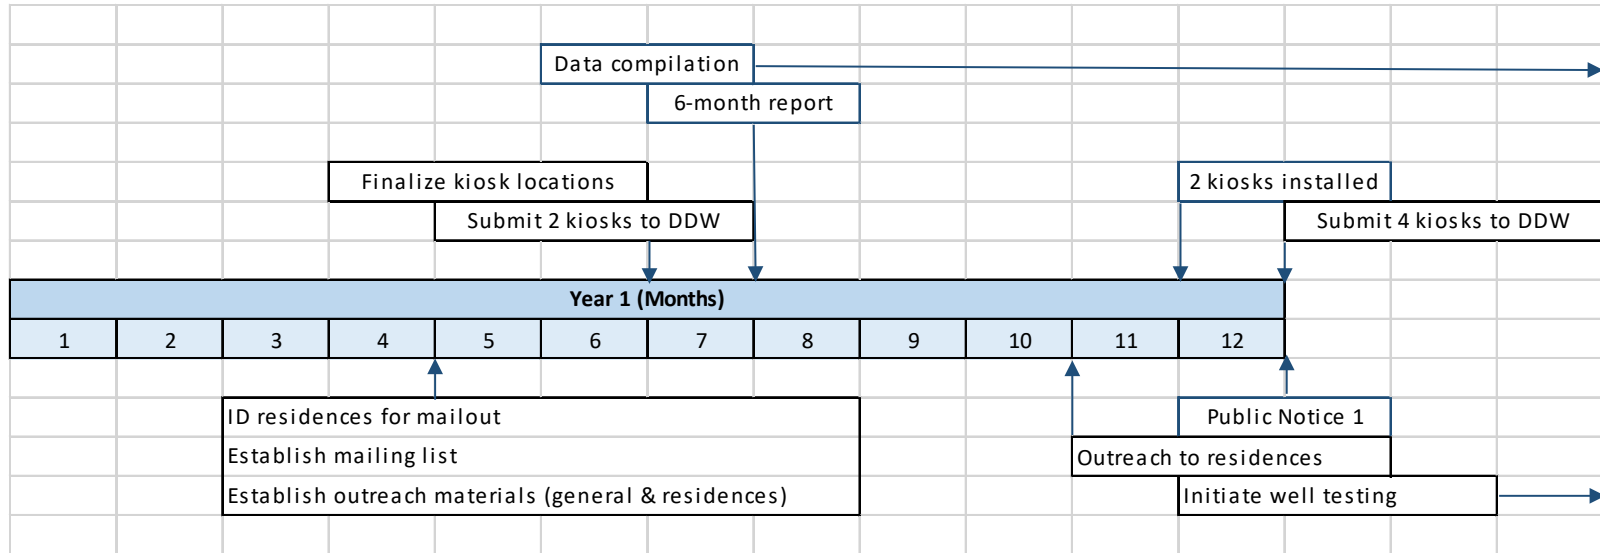 Data compilation
6-month report
Finalize kiosk locations
2 kiosks installed
Submit 2 kiosks to DDW
Submit 4 kiosks to DDW
Year 1 (Months)
1 2 3 4 5 6 7 8 9 10 11 12
ID residences for mailout
Public Notice 1
Establish mailing list
Outreach to residences
Establish outreach materials (general & residences)
Initiate well testing